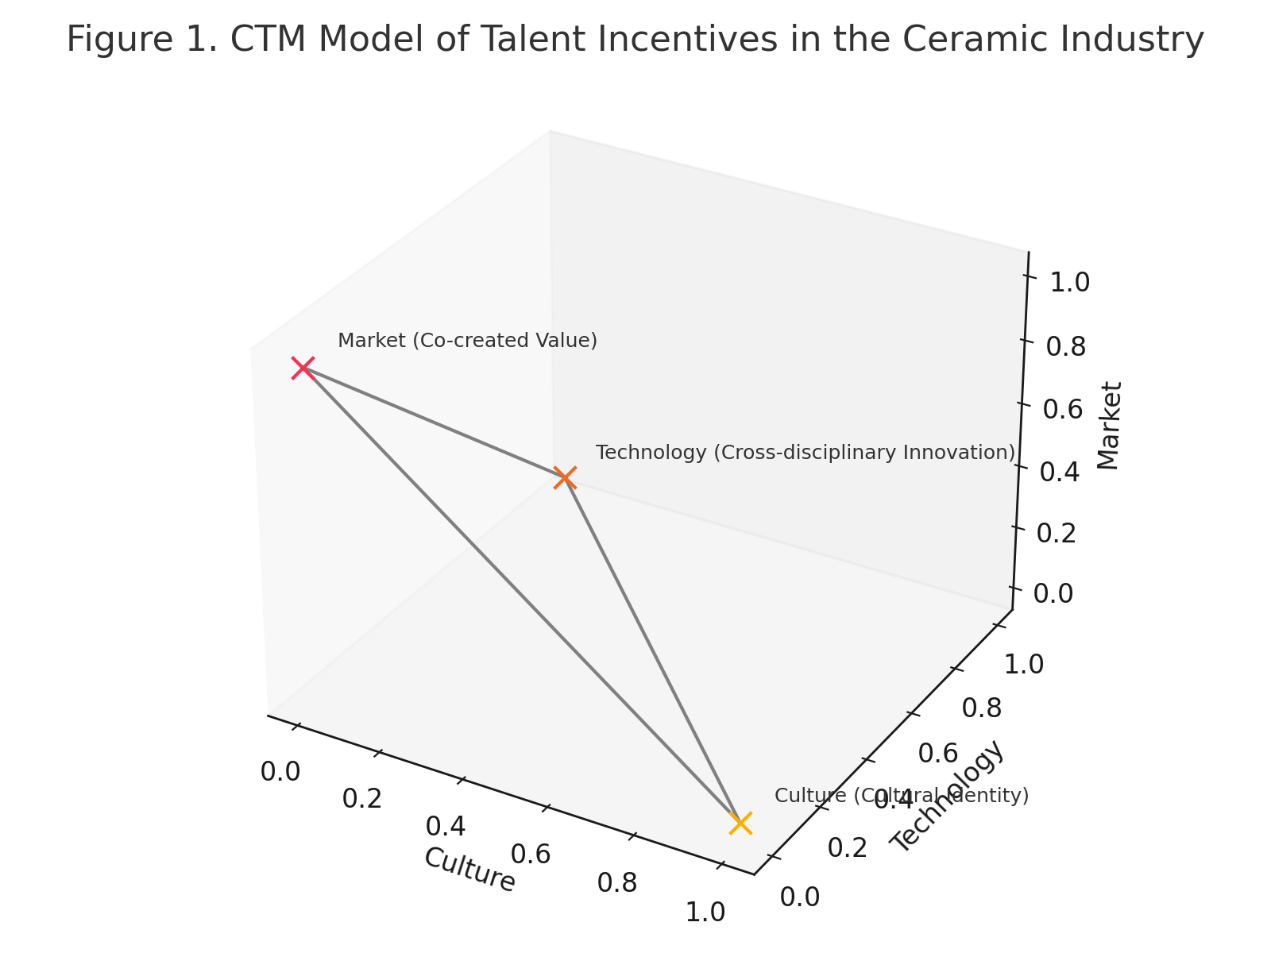 Figure 1. CTM Model of Talent Incentives in the Ceramic Industry
Market (Co-created Value)
Technology (Cross-disciplinary Innovation)
Culture (Cultural Identity)
1.0
0.8
0.6
0.4
0.2
0.0
Market
1.0
0.8
0.6
0.4
0.2
0.0
Technology
0.0
0.2
0.4
0.6
0.8
1.0
Culture